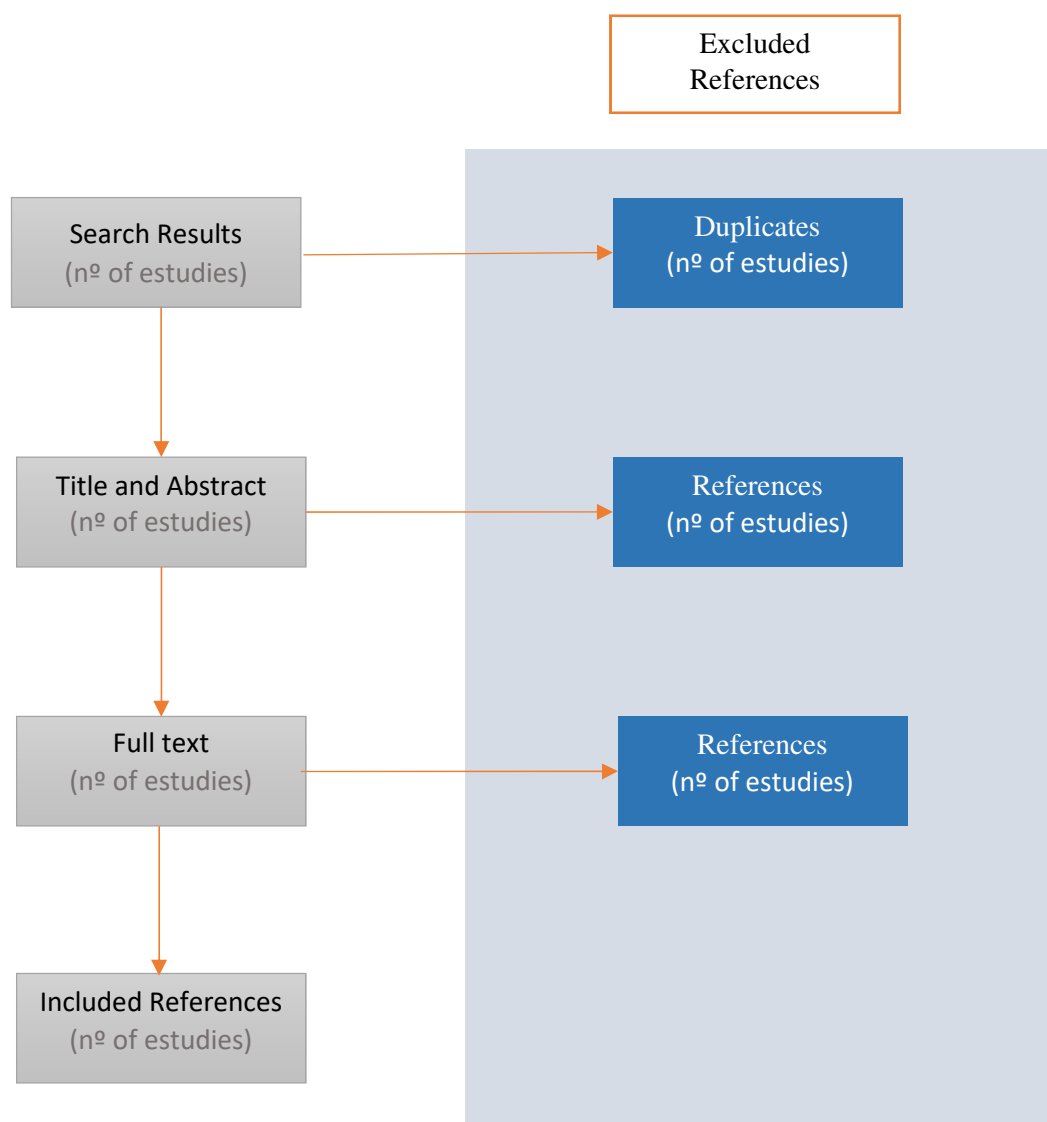 Excluded
References
Search Results
(nº of estudies)
Duplicates
(nº of estudies)
Title and Abstract
(nº of estudies)
References
(nº of estudies)
Full text
(nº of estudies)
References
(nº of estudies)
Included References
(nº of estudies)